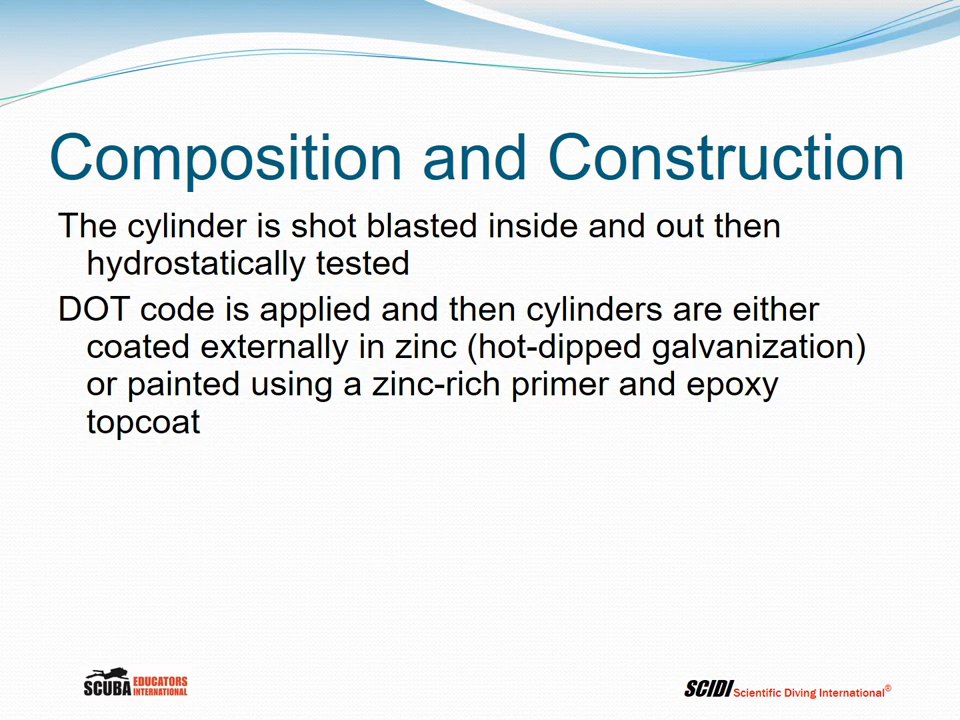 Composition and Construction
The cylinder is shot blasted inside and out then
hydrostatically tested
DOT code is applied and then cylinders are either
coated externally in zinc (hot-dipped galvanization)
or painted using a zinc-rich primer and epoxy
topcoat
SCUBA EDUCATORS INTERNATIONAL
SCIDI Scientific Diving International®